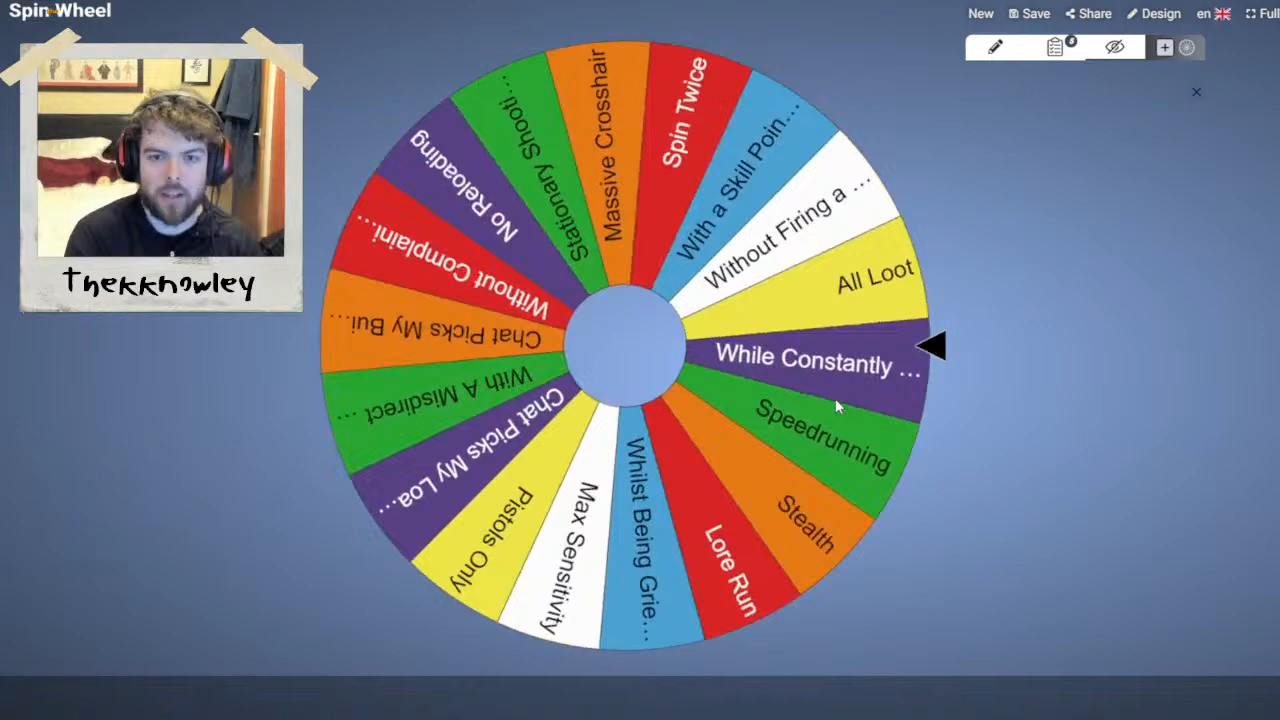 Spin the Wheel
New
Save
Share
Design
en
Full
8
Thekknowley
Massive Crosshair
Spin Twice
With a Skill Poin...
Without Firing a ...
All Loot
While Constantly ...
Speedrunning
Stealth
Lore Run
Whilst Being Grie...
Max Sensitivity
Pistols Only
Chat Picks My Loa...
With A Misdirect ...
Chat Picks My Bui...
Without Complaini...
No Reloading
Stationary Shooti...